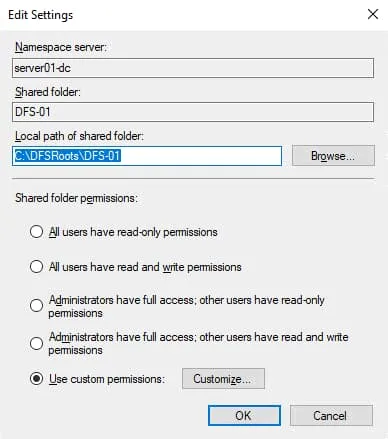 Edit Settings
Namespace server:
server01-dc
Shared folder:
DFS-01
Local path of shared folder:
C:\DFSRoots\DFS-01
Browse...
Shared folder permissions:
All users have read-only permissions
All users have read and write permissions
Administrators have full access; other users have read-only
permissions
Administrators have full access; other users have read and write
permissions
Use custom permissions:
Customize...
OK
Cancel